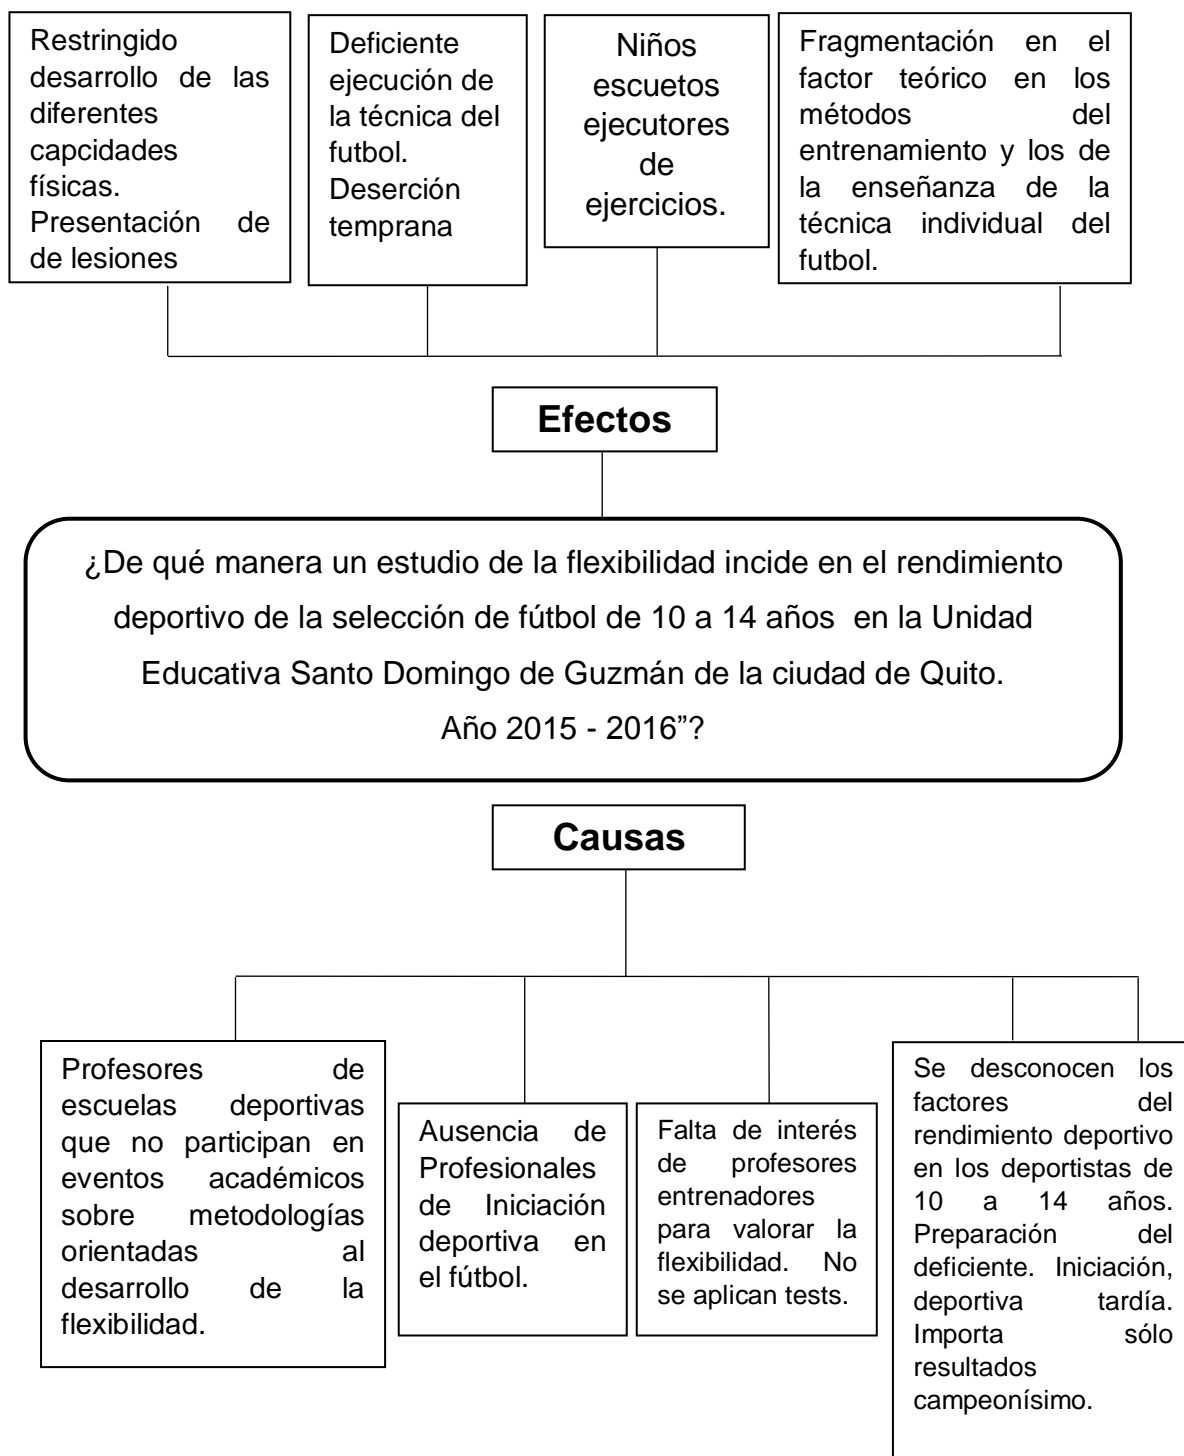 Restringido
desarrollo de las
diferentes
capcidades
físicas.
Presentación de
de lesiones
Deficiente
ejecución de
la técnica del
futbol.
Deserción
temprana
Niños
escuetos
ejecutores
de
ejercicios.
Fragmentación en el
factor teórico en los
métodos del
entrenamiento y los de
la enseñanza de la
técnica individual del
futbol.
Efectos
¿De qué manera un estudio de la flexibilidad incide en el rendimiento
deportivo de la selección de fútbol de 10 a 14 años en la Unidad
Educativa Santo Domingo de Guzmán de la ciudad de Quito.
Año 2015 - 2016”?
Causas
Profesores de
escuelas deportivas
que no participan en
eventos académicos
sobre metodologías
orientadas al
desarrollo de la
flexibilidad.
Ausencia de
Profesionales
de Iniciación
deportiva en
el fútbol.
Falta de interés
de profesores
entrenadores
para valorar la
flexibilidad. No
se aplican tests.
Se desconocen los
factores del
rendimiento deportivo
en los deportistas de
10 a 14 años.
Preparación del
deficiente. Iniciación,
deportiva tardía.
Importa sólo
resultados
campeonísimo.